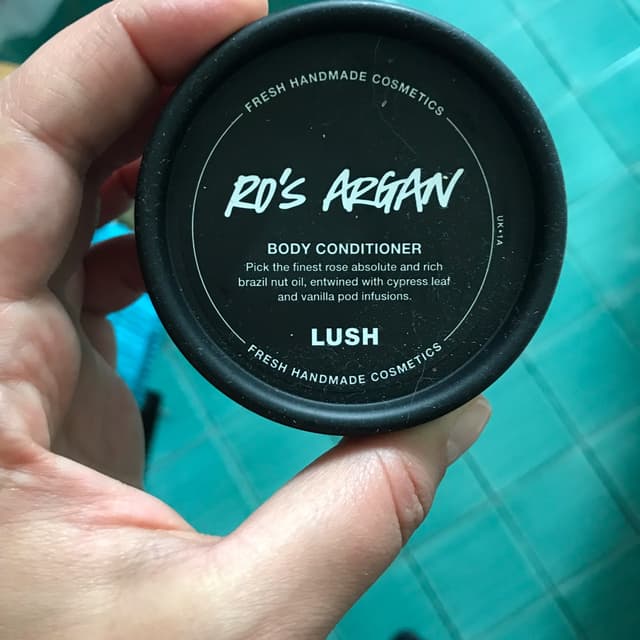 FRESH HANDMADE COSMETICS
RO'S ARGAN
UK•1A
BODY CONDITIONER
Pick the finest rose absolute and rich
brazil nut oil, entwined with cypress leaf
and vanilla pod infusions.
LUSH
FRESH HANDMADE COSMETICS